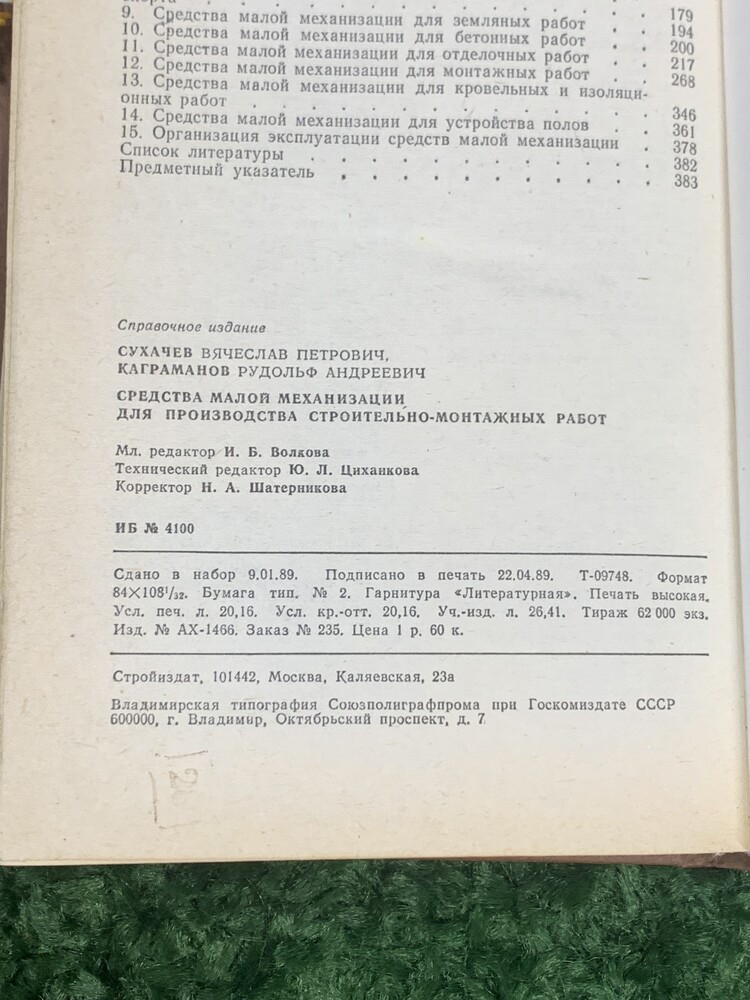 9. Средства малой механизации для земляных работ . . 179
10. Средства малой механизации для бетонных работ . . 194
11. Средства малой механизации для отделочных работ . . 200
12. Средства малой механизации для монтажных работ . . 217
13. Средства малой механизации для кровельных и изоляци- 268
онных работ . . . . . . . . . . . .
14. Средства малой механизации для устройства полов . . 346
15. Организация эксплуатации средств малой механизации . 361
Список литературы . . . . . . . . . . . 378
Предметный указатель . . . . . . . . . . . 382
383
Справочное издание
СУХАЧЕВ ВЯЧЕСЛАВ ПЕТРОВИЧ,
КАГРАМАНОВ РУДОЛЬФ АНДРЕЕВИЧ
СРЕДСТВА МАЛОЙ МЕХАНИЗАЦИИ
ДЛЯ ПРОИЗВОДСТВА СТРОИТЕЛЬНО-МОНТАЖНЫХ РАБОТ
Мл. редактор И. Б. Волкова
Технический редактор Ю. Л. Циханкова
Корректор Н. А. Шатерникова
ИБ № 4100
Сдано в набор 9.01.89. Подписано в печать 22.04.89. Т-09748. Формат
84×108¹/₃₂. Бумага тип. № 2. Гарнитура «Литературная». Печать высокая.
Усл. печ. л. 20,16. Усл. кр.-отт. 20,16. Уч.-изд. л. 26,41. Тираж 62 000 экз.
Изд. № АХ-1466. Заказ № 235. Цена 1 р. 60 к.
Стройиздат, 101442, Москва, Каляевская, 23а
Владимирская типография Союзполиграфпрома при Госкомиздате СССР
600000, г. Владимир, Октябрьский проспект, д. 7